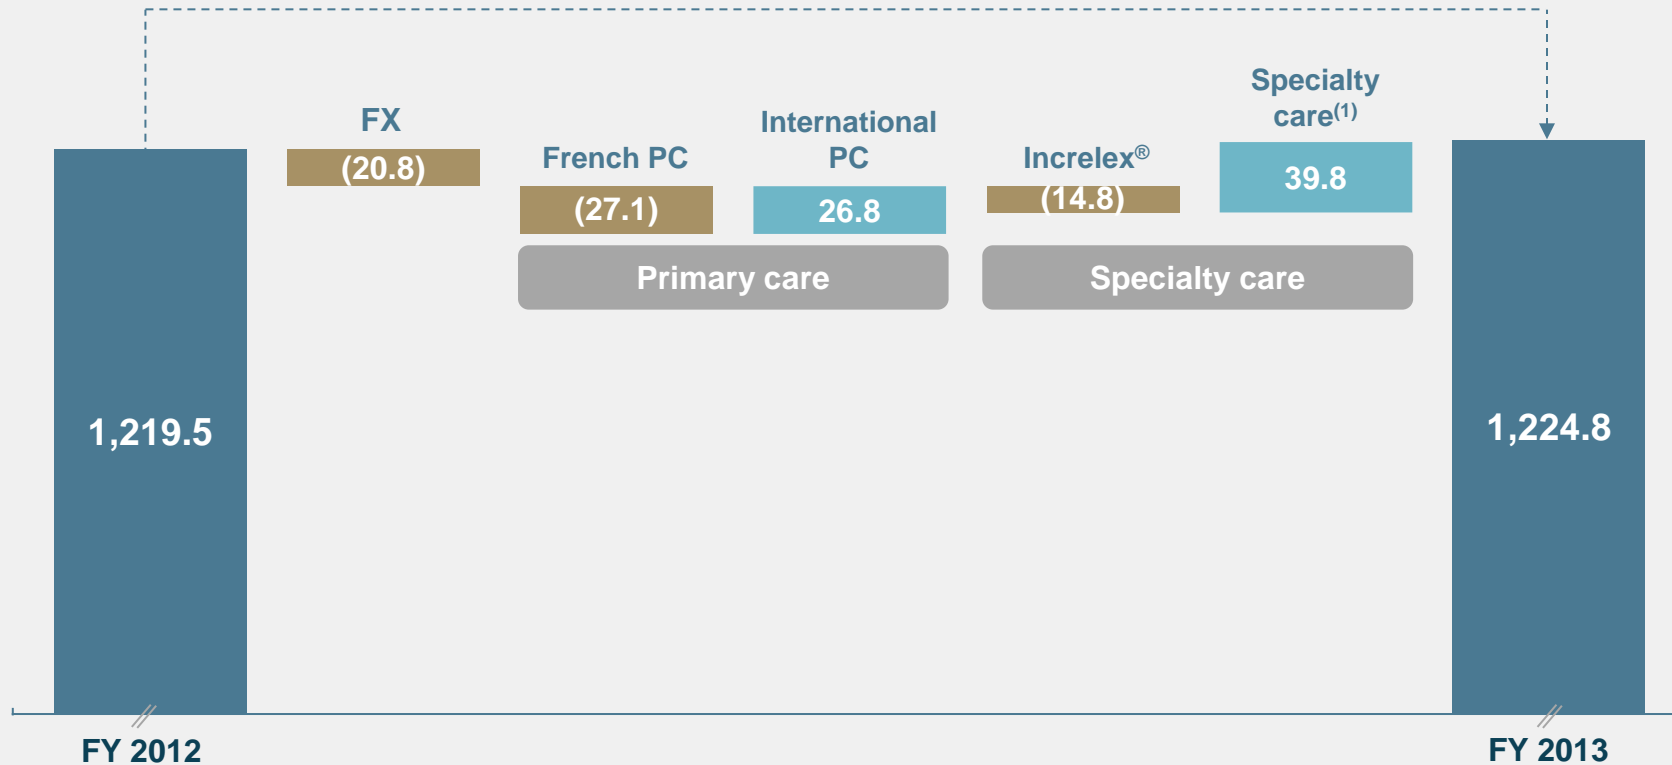 FX
(20.8)
French PC
(27.1)
International
PC
26.8
Primary care
Increlex®
(14.8)
Specialty
care(1)
39.8
Specialty care
1,219.5
1,224.8
FY 2012
FY 2013